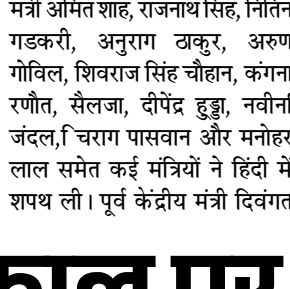 मंत्री अमित शाह, राजनाथ सिंह, नितिन
गडकरी, अनुराग ठाकुर, अरुण
गोविल, शिवराज सिंह चौहान, कंगना
रणौत, सैलजा, दीपेंद्र हुड्डा, नवीन
जंदल, चिराग पासवान और मनोहर
लाल समेत कई मंत्रियों ने हिंदी में
शपथ ली। पूर्व केंद्रीय मंत्री दिवंगत